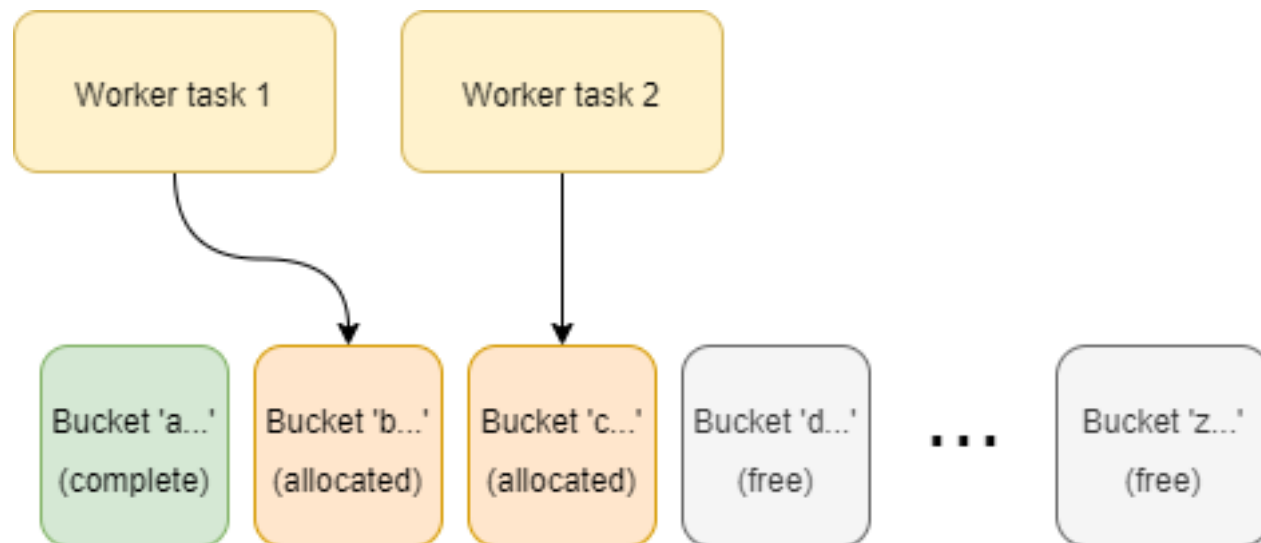 Worker task 1
Worker task 2
Bucket 'a...'
(complete)
Bucket 'b...'
(allocated)
Bucket 'c...'
(allocated)
Bucket 'd...'
(free)
...
Bucket 'z...'
(free)